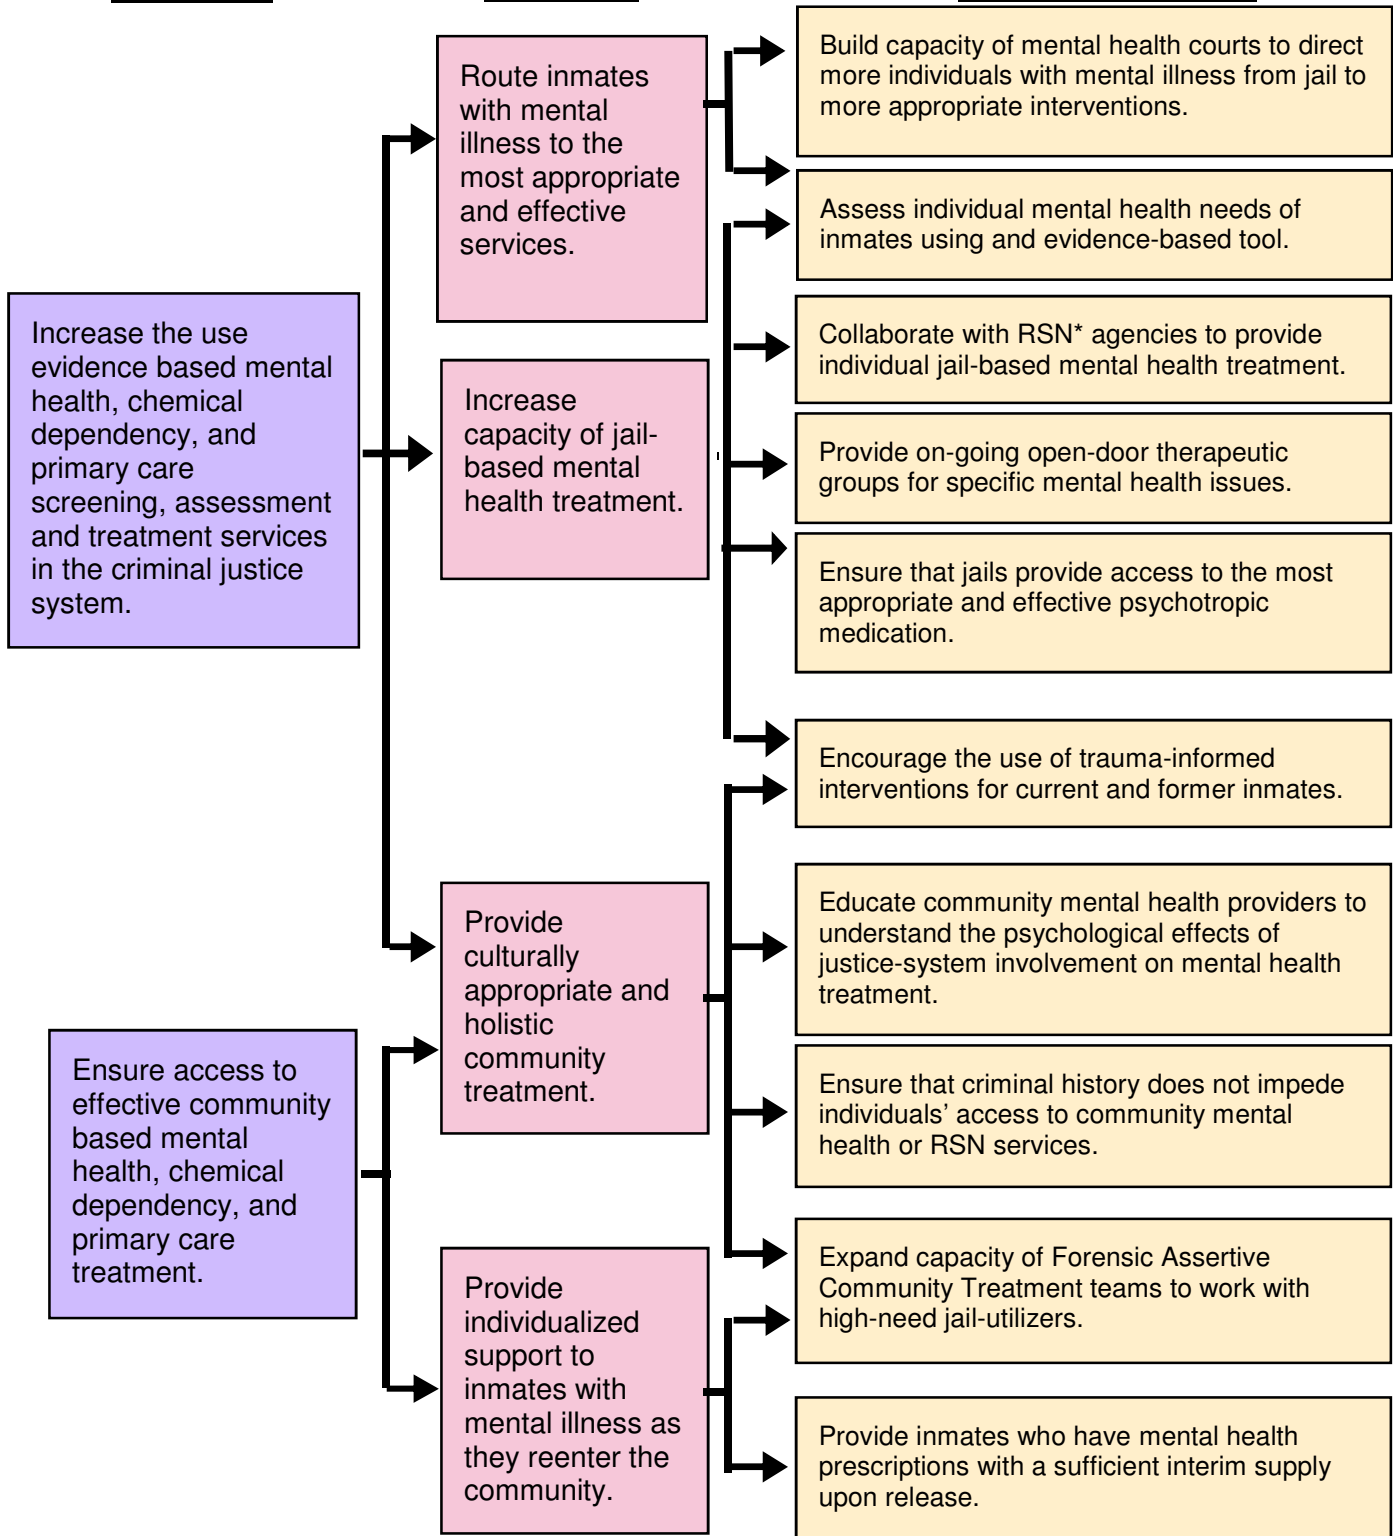 Route inmates
with mental
illness to the
most appropriate
and effective
services.
Build capacity of mental health courts to direct
more individuals with mental illness from jail to
more appropriate interventions.
Assess individual mental health needs of
inmates using and evidence-based tool.
Increase the use
evidence based mental
health, chemical
dependency, and
primary care
screening, assessment
and treatment services
in the criminal justice
system.
Increase
capacity of jail-
based mental
health treatment.
Collaborate with RSN* agencies to provide
individual jail-based mental health treatment.
Provide on-going open-door therapeutic
groups for specific mental health issues.
Ensure that jails provide access to the most
appropriate and effective psychotropic
medication.
Encourage the use of trauma-informed
interventions for current and former inmates.
Provide
culturally
appropriate and
holistic
community
treatment.
Educate community mental health providers to
understand the psychological effects of
justice-system involvement on mental health
treatment.
Ensure access to
effective community
based mental
health, chemical
dependency, and
primary care
treatment.
Ensure that criminal history does not impede
individuals’ access to community mental
health or RSN services.
Expand capacity of Forensic Assertive
Community Treatment teams to work with
high-need jail-utilizers.
Provide
individualized
support to
inmates with
mental illness as
they reenter the
community.
Provide inmates who have mental health
prescriptions with a sufficient interim supply
upon release.